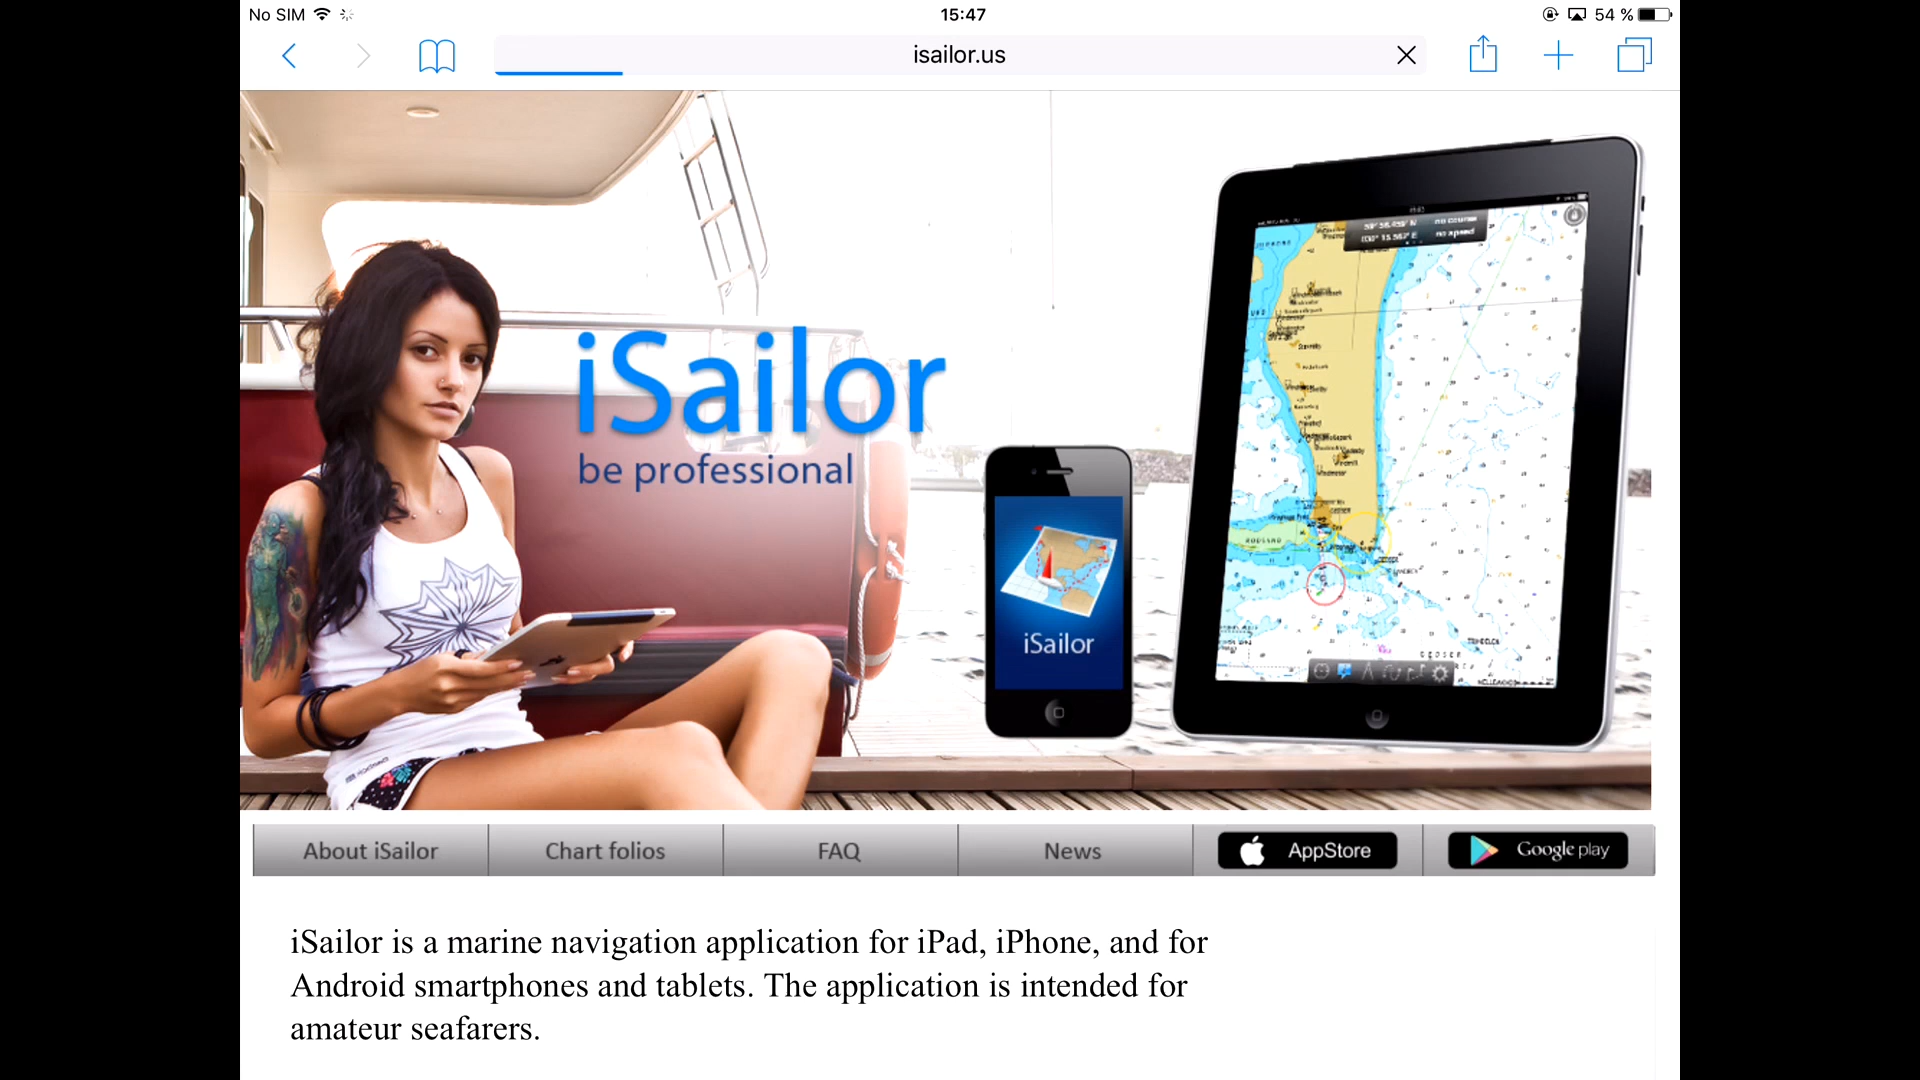 No SIM 15:47 54 %
isailor.us
iSailor
be professional
iSailor
RODSAND
GEDSER
About iSailor Chart folios FAQ News AppStore Google play
iSailor is a marine navigation application for iPad, iPhone, and for
Android smartphones and tablets. The application is intended for
amateur seafarers.